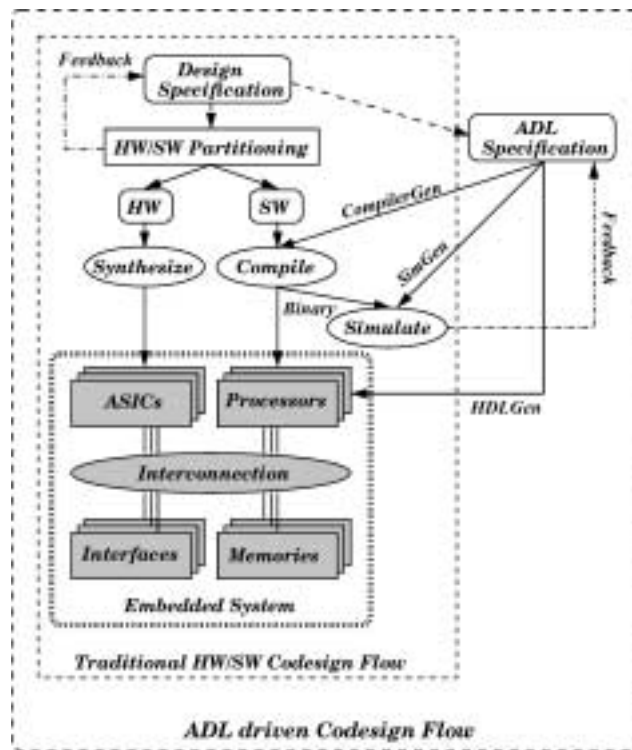 Feedback
Design
Specification
ADL
Specification
HW/SW Partitioning
HW
SW
CompilerGen
Feedback
SimGen
Synthesize
Compile
Binary
Simulate
ASICs
Processors
HDLGen
Interconnection
Interfaces
Memories
Embedded System
Traditional HW/SW Codesign Flow
ADL driven Codesign Flow